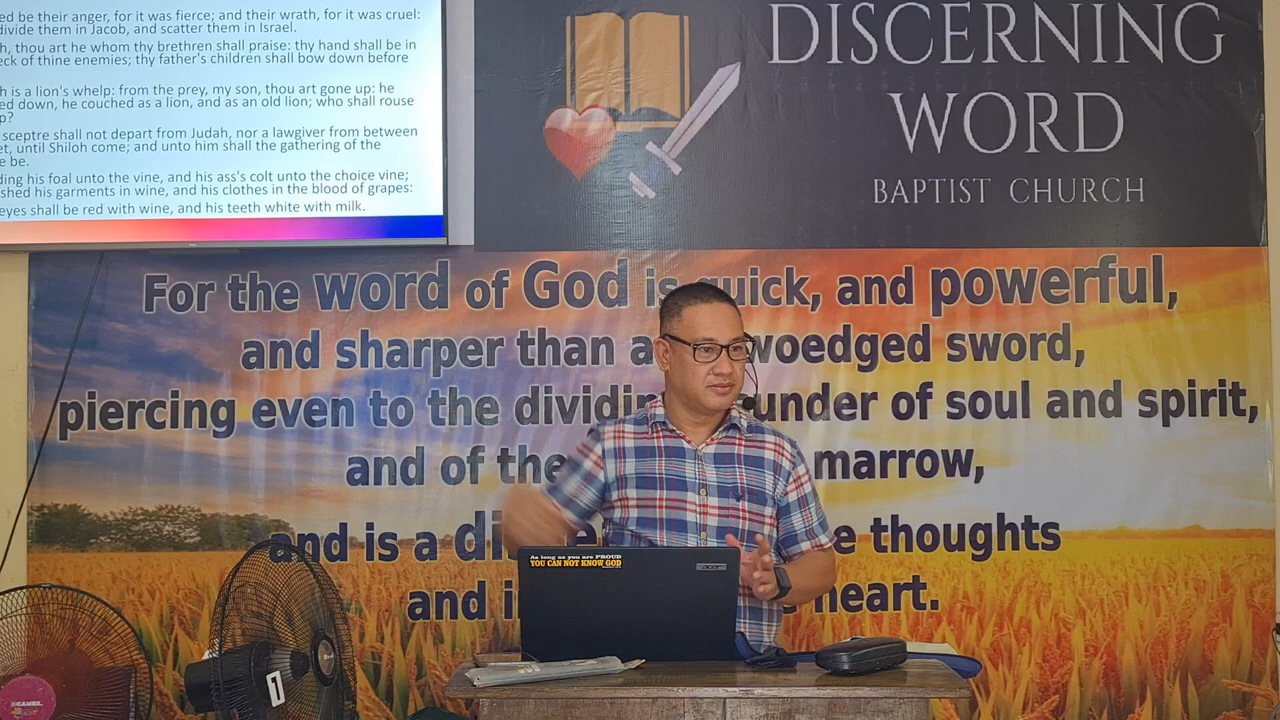 be their anger, for it was fierce; and their wrath, for it was cruel:
divide them in Jacob, and scatter them in Israel.
thou art he whom thy brethren shall praise: thy hand shall be in
of thine enemies; thy father's children shall bow down before
is a lion's whelp: from the prey, my son, thou art gone up: he
down, he couched as a lion, and as an old lion; who shall rouse
sceptre shall not depart from Judah, nor a lawgiver from between
until Shiloh come; and unto him shall the gathering of the
be.
his foal unto the vine, and his ass's colt unto the choice vine;
his garments in wine, and his clothes in the blood of grapes:
eyes shall be red with wine, and his teeth white with milk.
DISCERNING
WORD
BAPTIST CHURCH
For the word of God is quick, and powerful,
and sharper than a woedged sword,
piercing even to the dividin under of soul and spirit,
and of the marrow,
and is a di e thoughts
and i heart.
As long as you are PROUD
YOU CAN NOT KNOW GOD
1
CAMEL